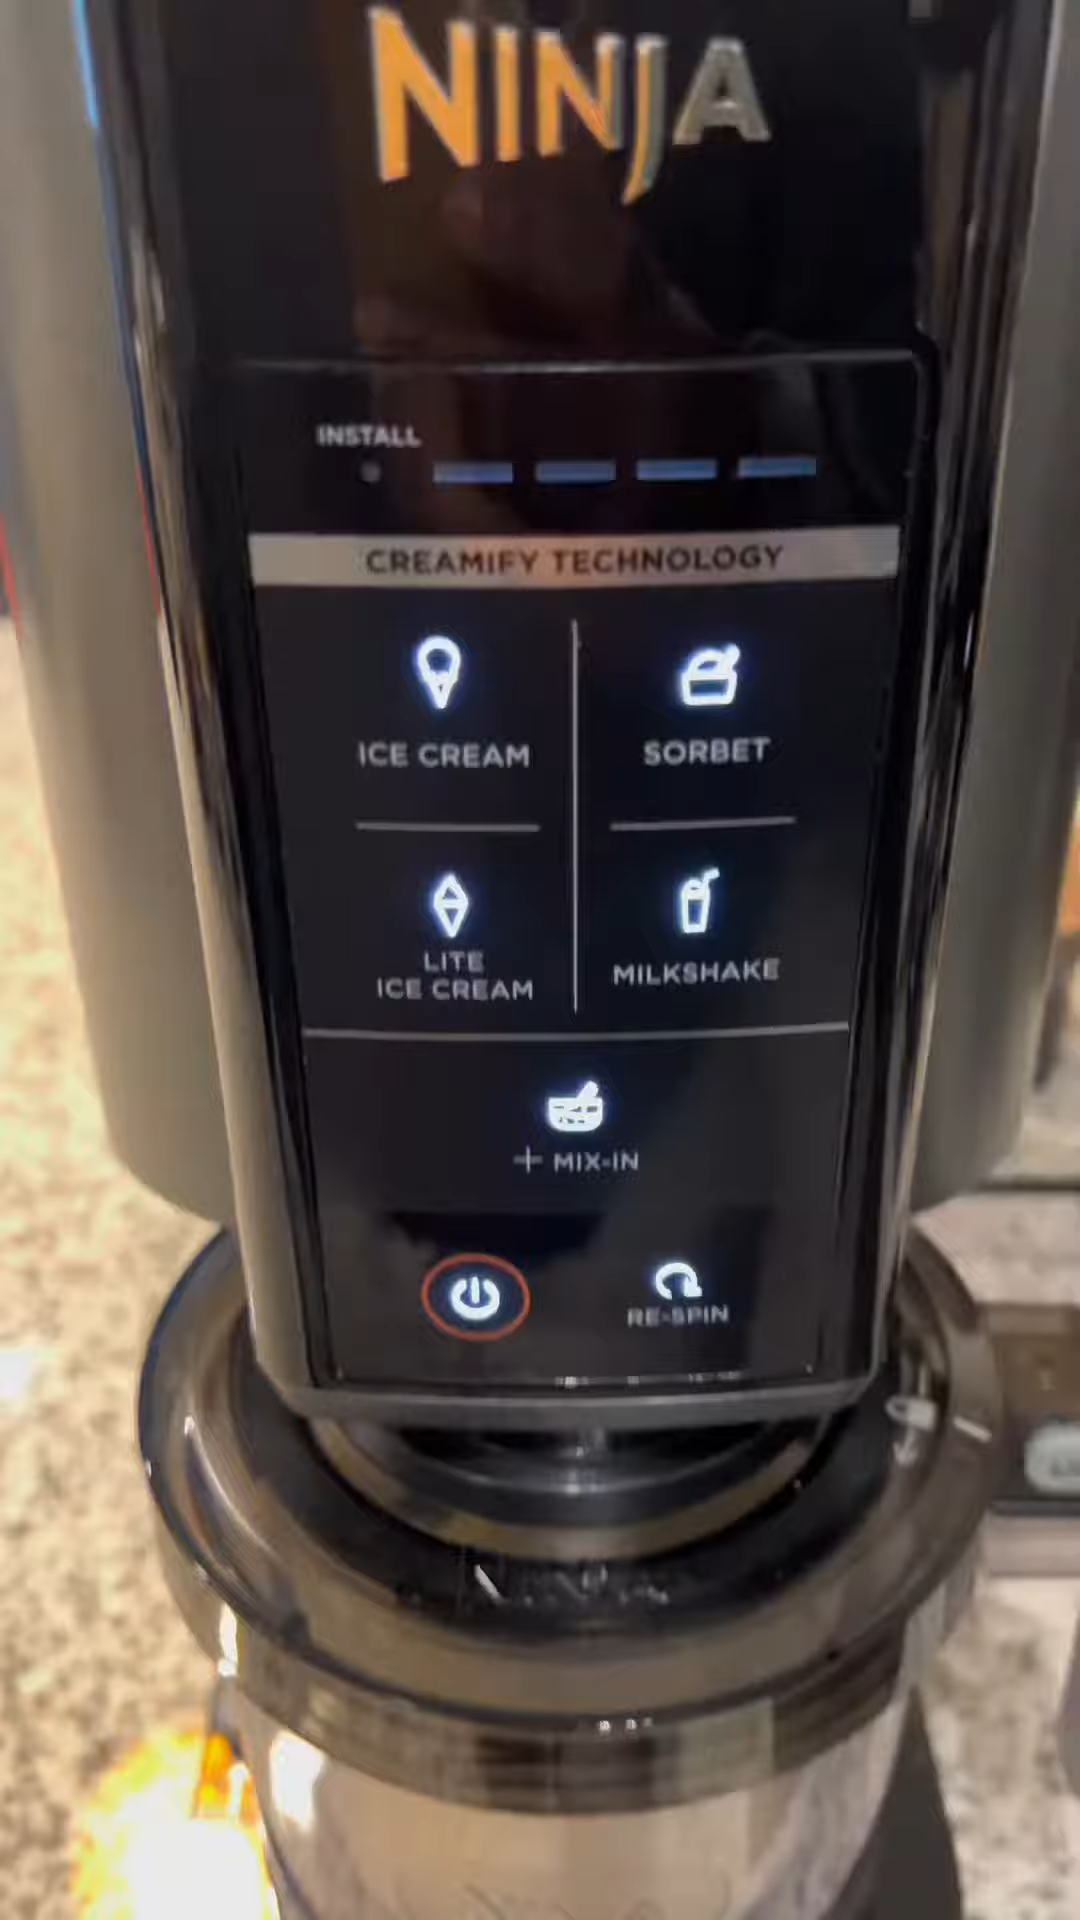 NINJA
INSTALL
CREAMIFY TECHNOLOGY
ICE CREAM
SORBET
LITE
ICE CREAM
MILKSHAKE
+ MIX-IN
RE-SPIN